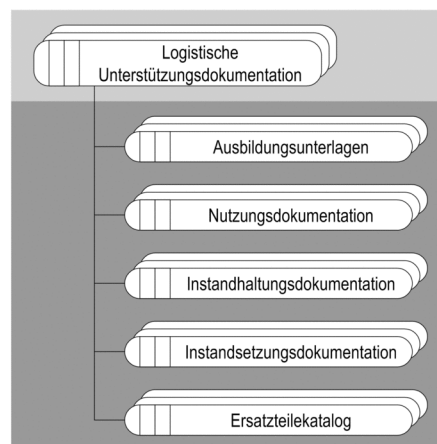 Logistische
Unterstützungsdokumentation
Ausbildungsunterlagen
Nutzungsdokumentation
Instandhaltungsdokumentation
Instandsetzungsdokumentation
Ersatzteilekatalog